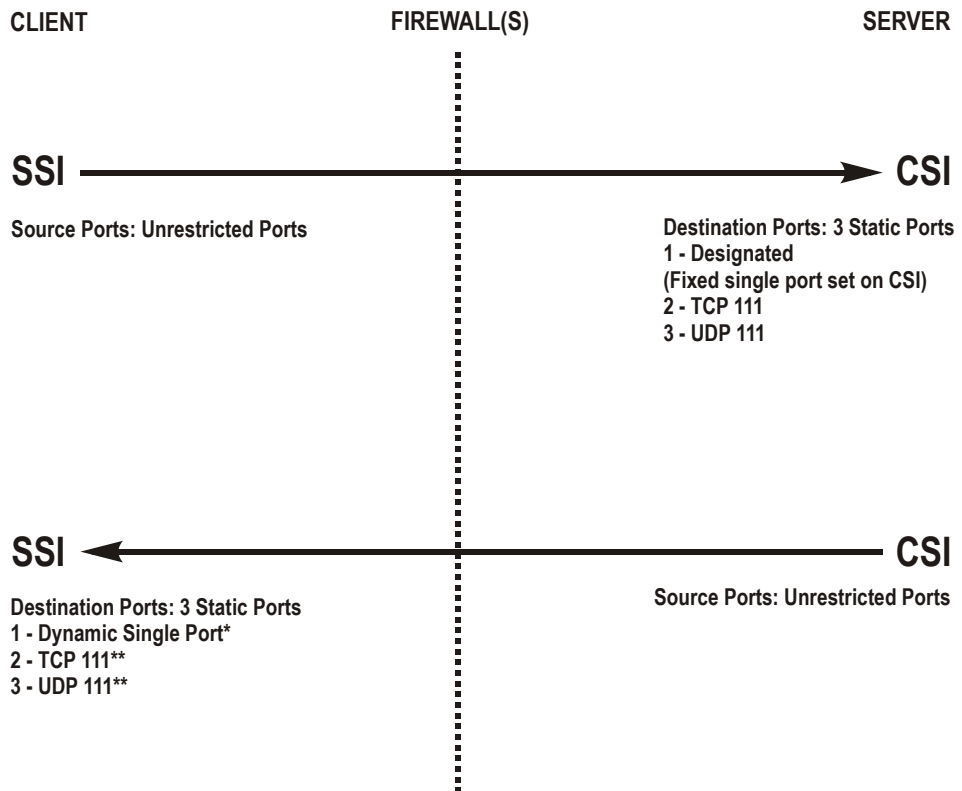 CLIENT
FIREWALL(S)
SERVER
SSI
CSI
Source Ports: Unrestricted Ports
Destination Ports: 3 Static Ports
1 - Designated
(Fixed single port set on CSI)
2 - TCP 111
3 - UDP 111
SSI
CSI
Destination Ports: 3 Static Ports
1 - Dynamic Single Port*
2 - TCP 111**
3 - UDP 111**
Source Ports: Unrestricted Ports